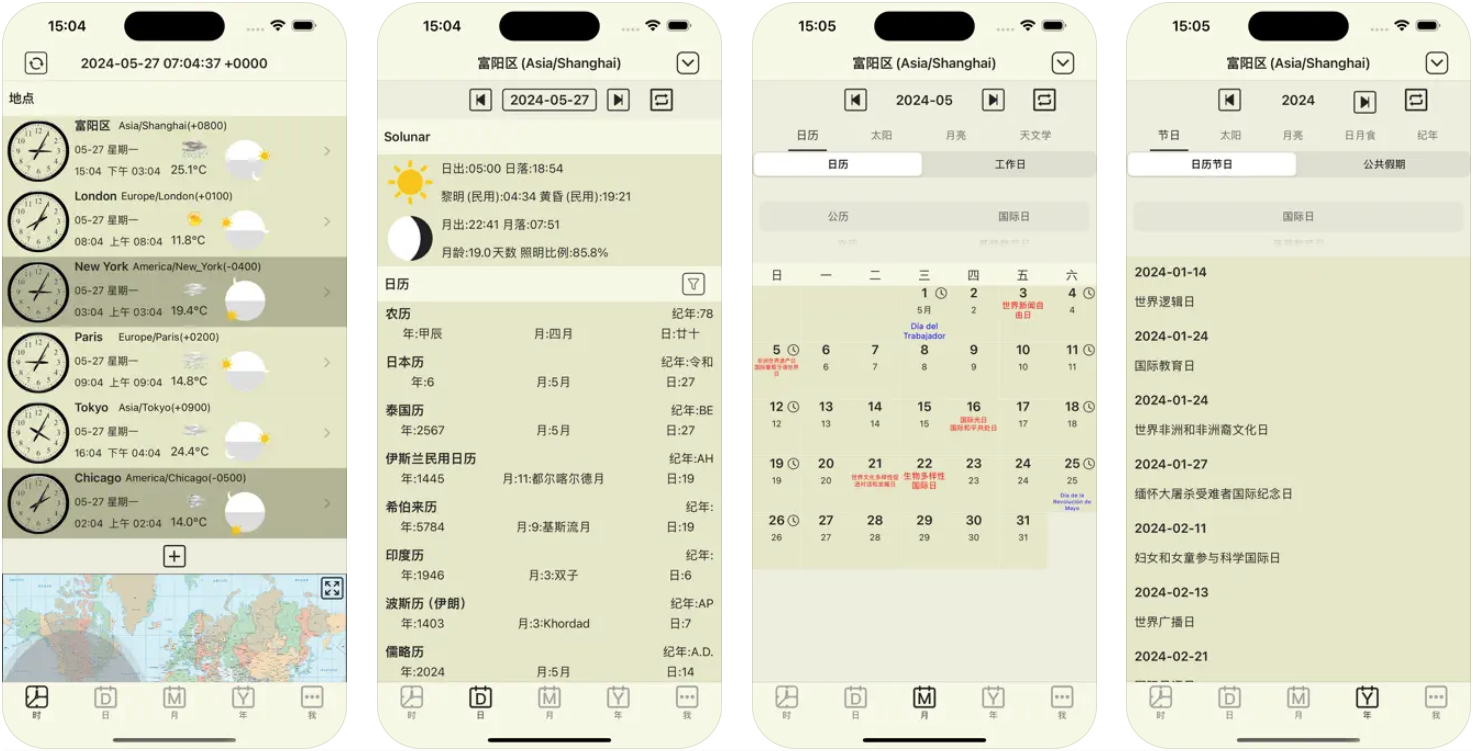 15:04
2024-05-27 07:04:37 +0000
地点
富阳区 Asia/Shanghai(+0800)
05-27 星期一
15:04 下午 03:04 25.1°C
London Europe/London(+0100)
05-27 星期一
08:04 上午 08:04 11.8°C
New York America/New_York(-0400)
05-27 星期一
03:04 上午 03:04 19.4°C
Paris Europe/Paris(+0200)
05-27 星期一
09:04 上午 09:04 14.8°C
Tokyo Asia/Tokyo(+0900)
05-27 星期一
16:04 下午 04:04 24.4°C
Chicago America/Chicago(-0500)
05-27 星期一
02:04 上午 02:04 14.0°C
时 D日 M月 Y年 我
15:04
富阳区 (Asia/Shanghai)
2024-05-27
Solunar
日出:05:00 日落:18:54
黎明 (民用):04:34 黄昏 (民用):19:21
月出:22:41 月落:07:51
月龄:19.0天数 照明比例:85.8%
日历
农历 纪年:78
年:甲辰 月:四月 日:廿十
日本历 纪年:令和
年:6 月:5月 日:27
泰国历 纪年:BE
年:2567 月:5月 日:27
伊斯兰民用日历 纪年:AH
年:1445 月:11:都尔喀尔德月 日:19
希伯来历 纪年:
年:5784 月:9:基斯流月 日:19
印度历 纪年:
年:1946 月:3:双子 日:6
波斯历 (伊朗) 纪年:AP
年:1403 月:3:Khordad 日:7
儒略历 纪年:A.D.
年:2024 月:5月 日:14
时 D日 M月 Y年 我
15:05
富阳区 (Asia/Shanghai)
2024-05
日历 太阳 月亮 天文学
日历 工作日
公历 国际日
日 一 二 三 四 五 六
1 2 3 4
5月 2 世界新闻自由日 4
Día del
Trabajador
5 6 7 8 9 10 11
6 7 8 9 10 11
12 13 14 15 16 17 18
12 13 14 15 国际光日 17 18
国际和平共处日
19 20 21 22 23 24 25
19 20 生物多样性 23 24 25
国际日
Día de la
Revolución de
Mayo
26 27 28 29 30 31
26 27 28 29 30 31
时 D日 M月 Y年 我
15:05
富阳区 (Asia/Shanghai)
2024
节日 太阳 月亮 日月食 纪年
日历节日 公共假期
国际日
2024-01-14
世界逻辑日
2024-01-24
国际教育日
2024-01-24
世界非洲和非洲裔文化日
2024-01-27
缅怀大屠杀受难者国际纪念日
2024-02-11
妇女和女童参与科学国际日
2024-02-13
世界广播日
2024-02-21
时 D日 M月 Y年 我